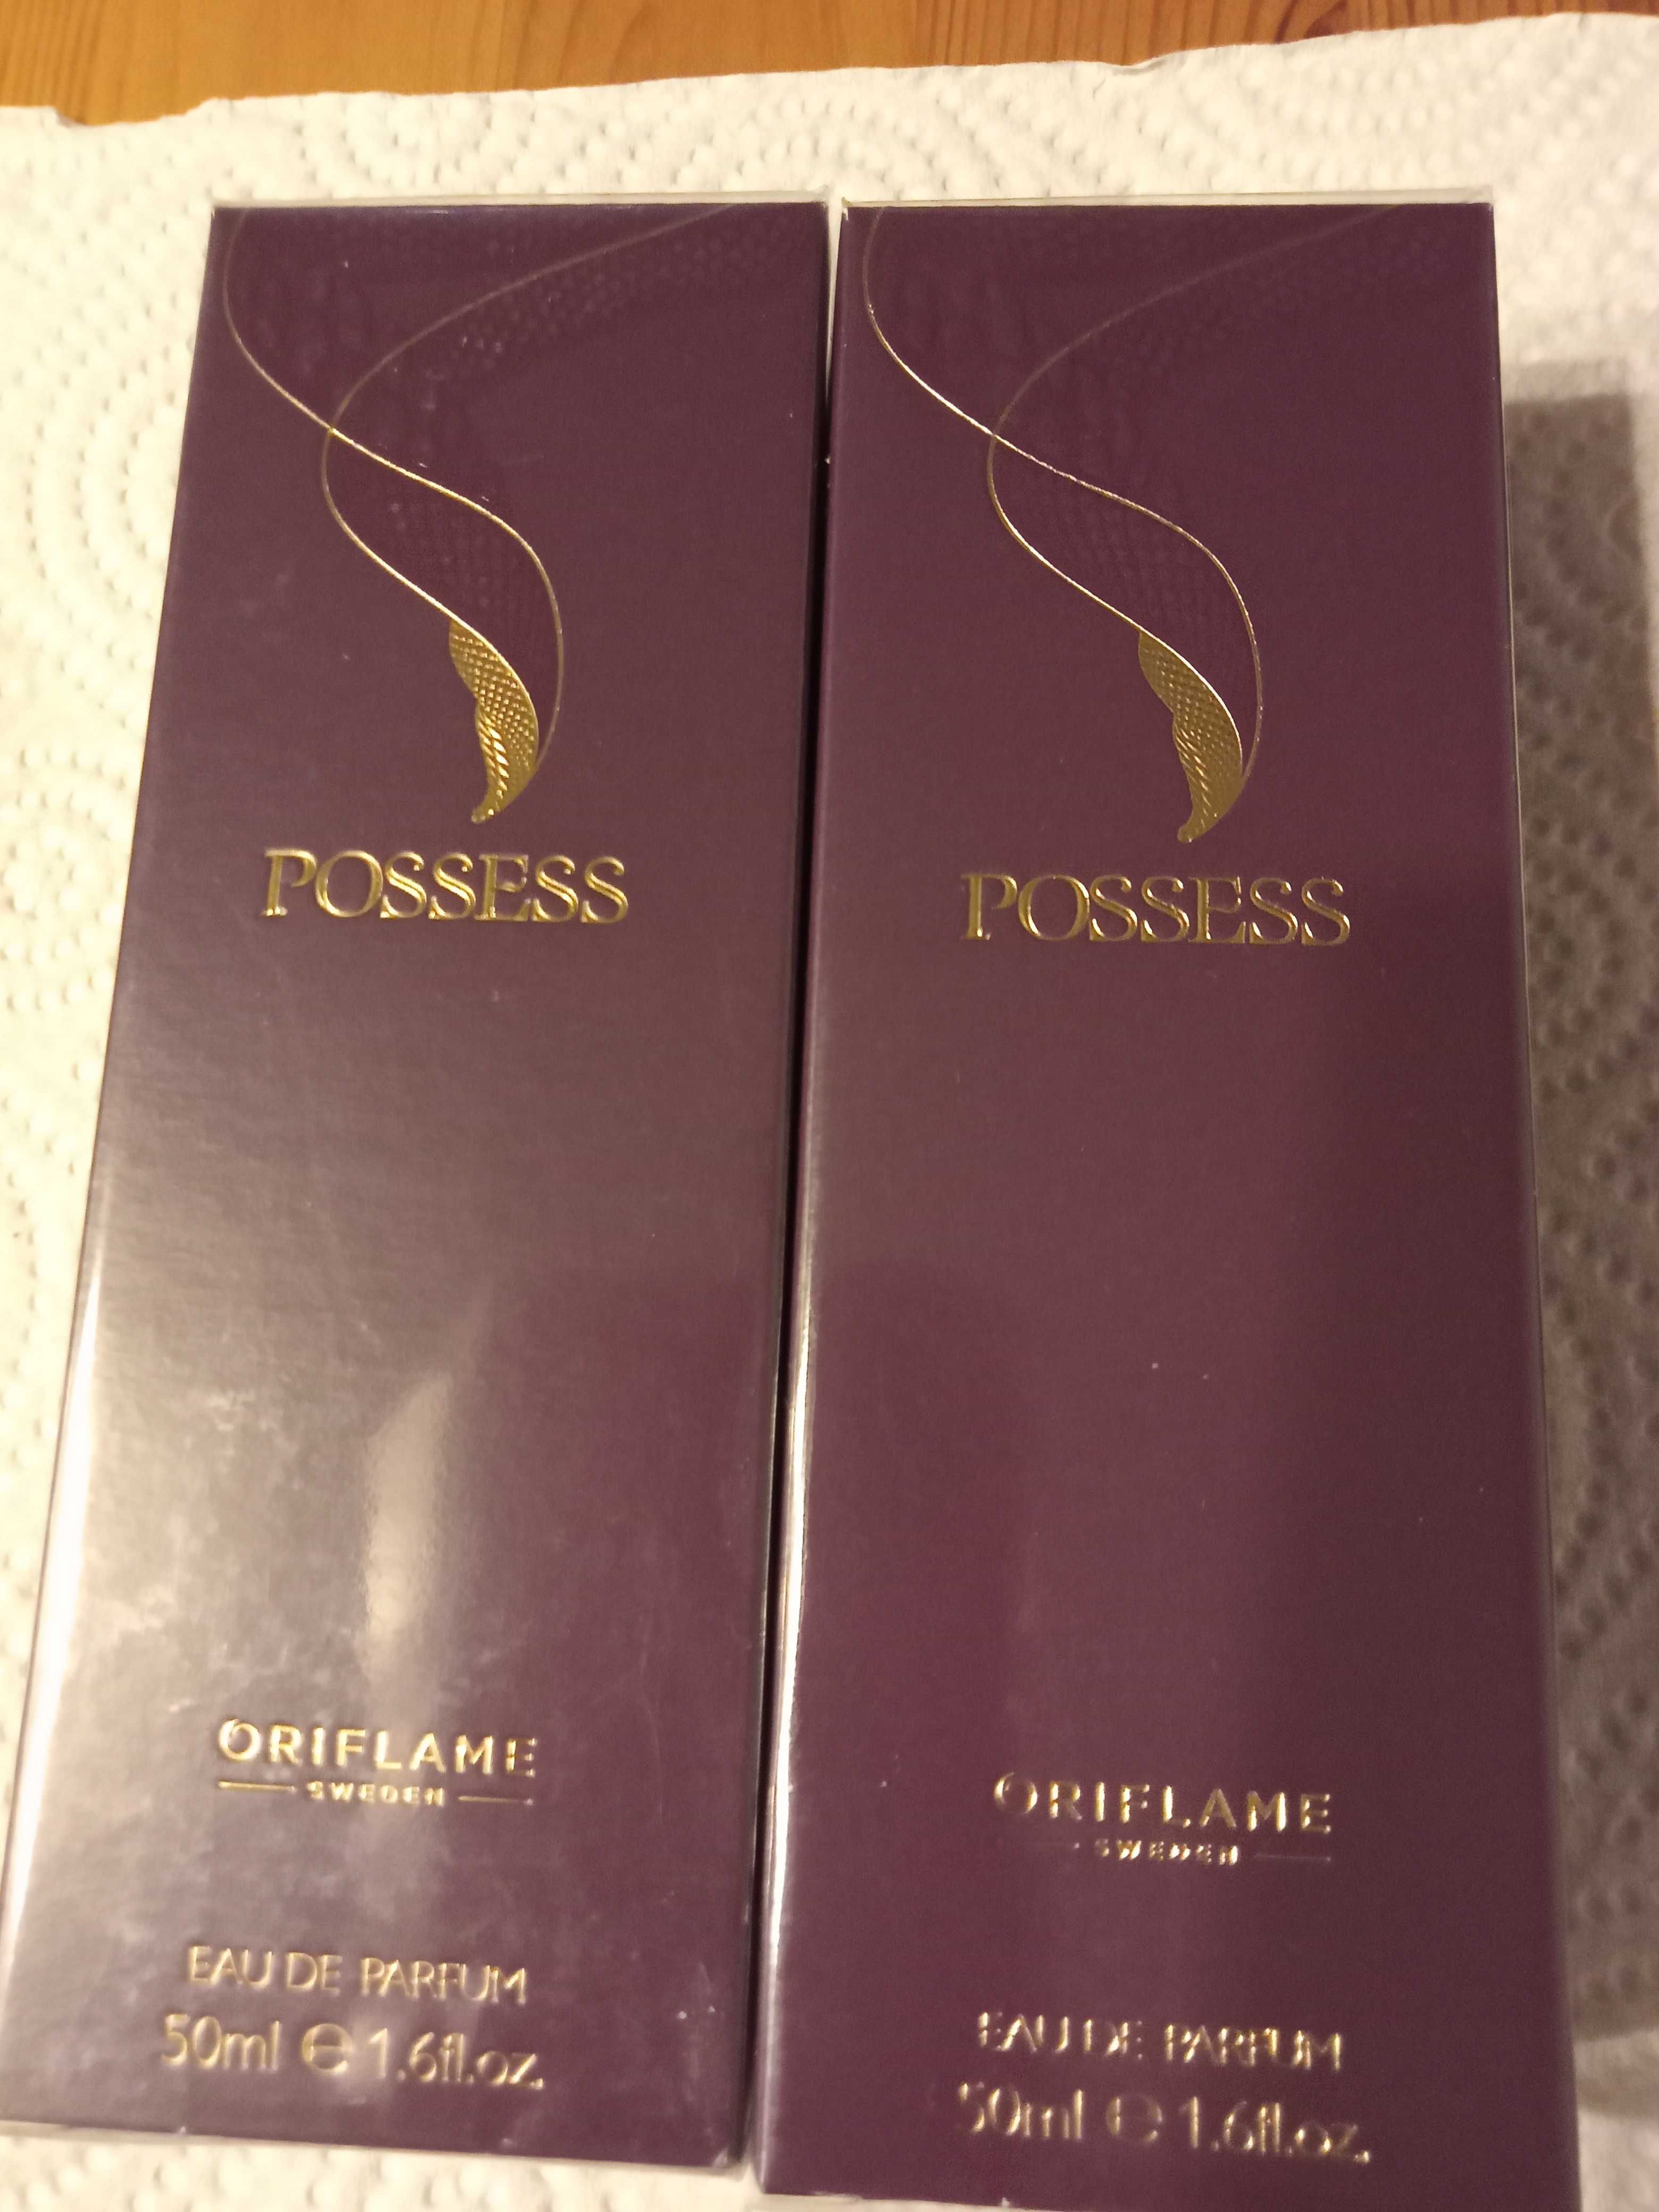 POSSESS
ORIFLAME
SWEDEN
EAU DE PARFUM
50ml ℮ 1.6fl.oz.
POSSESS
ORIFLAME
SWEDEN
EAU DE PARFUM
50ml ℮ 1.6fl.oz.